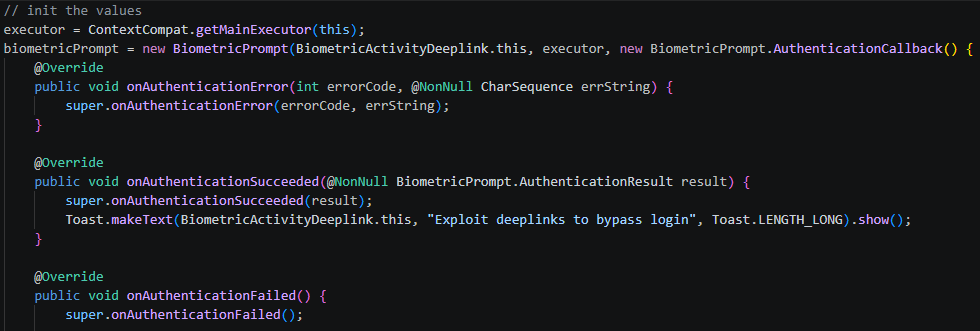 // init the values
executor = ContextCompat.getMainExecutor(this);
biometricPrompt = new BiometricPrompt(BiometricActivityDeeplink.this, executor, new BiometricPrompt.AuthenticationCallback() {
    @Override
    public void onAuthenticationError(int errorCode, @NonNull CharSequence errString) {
        super.onAuthenticationError(errorCode, errString);
    }

    @Override
    public void onAuthenticationSucceeded(@NonNull BiometricPrompt.AuthenticationResult result) {
        super.onAuthenticationSucceeded(result);
        Toast.makeText(BiometricActivityDeeplink.this, "Exploit deeplinks to bypass login", Toast.LENGTH_LONG).show();
    }

    @Override
    public void onAuthenticationFailed() {
        super.onAuthenticationFailed();